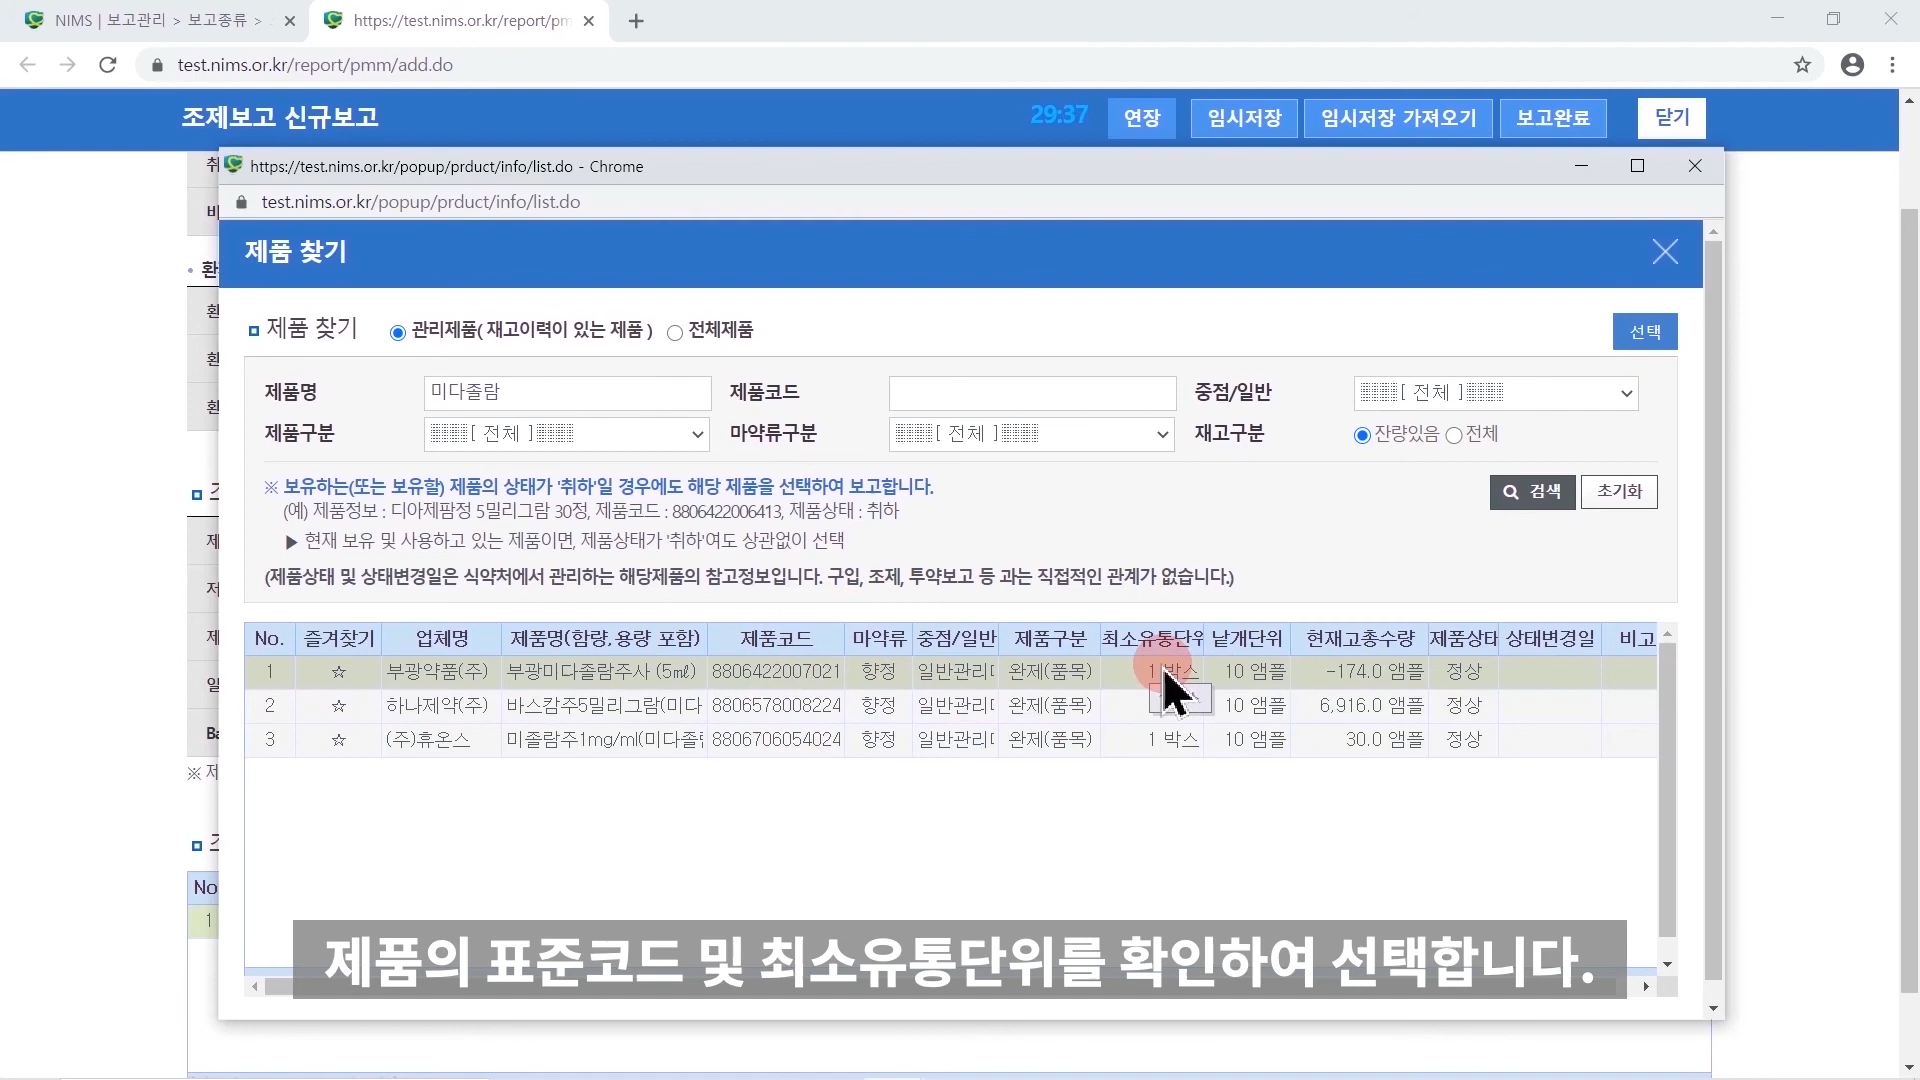 NIMS | 보고관리 > 보고종류 >
https://test.nims.or.kr/report/pm
test.nims.or.kr/report/pmm/add.do
조제보고 신규보고
29:37
연장
임시저장
임시저장 가져오기
보고완료
닫기
https://test.nims.or.kr/popup/prduct/info/list.do - Chrome
test.nims.or.kr/popup/prduct/info/list.do
제품 찾기
제품 찾기 관리제품( 재고이력이 있는 제품 ) 전체제품
선택
제품명 미다졸람 제품코드 중점/일반 [ 전체 ]
제품구분 [ 전체 ] 마약류구분 [ 전체 ] 재고구분 잔량있음 전체
※ 보유하는(또는 보유할) 제품의 상태가 '취하'일 경우에도 해당 제품을 선택하여 보고합니다.
검색 초기화
(예) 제품정보 : 디아제팜정 5밀리그람 30정, 제품코드 : 8806422006413, 제품상태 : 취하
▶ 현재 보유 및 사용하고 있는 제품이면, 제품상태가 '취하'여도 상관없이 선택
(제품상태 및 상태변경일은 식약처에서 관리하는 해당제품의 참고정보입니다. 구입, 조제, 투약보고 등 과는 직접적인 관계가 없습니다.)
No. 즐겨찾기 업체명 제품명(함량,용량 포함) 제품코드 마약류 중점/일반 제품구분 최소유통단위 낱개단위 현재고총수량 제품상태 상태변경일 비고
1 ☆ 부광약품(주) 부광미다졸람주사 (5㎖) 8806422007021 향정 일반관리 완제(품목) 1 박스 10 앰플 -174.0 앰플 정상
2 ☆ 하나제약(주) 바스캄주5밀리그람(미다 8806578008224 향정 일반관리 완제(품목) 10 앰플 6,916.0 앰플 정상
3 ☆ (주)휴온스 미졸람주1mg/ml(미다졸 8806706054024 향정 일반관리 완제(품목) 1 박스 10 앰플 30.0 앰플 정상
No
1
제품의 표준코드 및 최소유통단위를 확인하여 선택합니다.